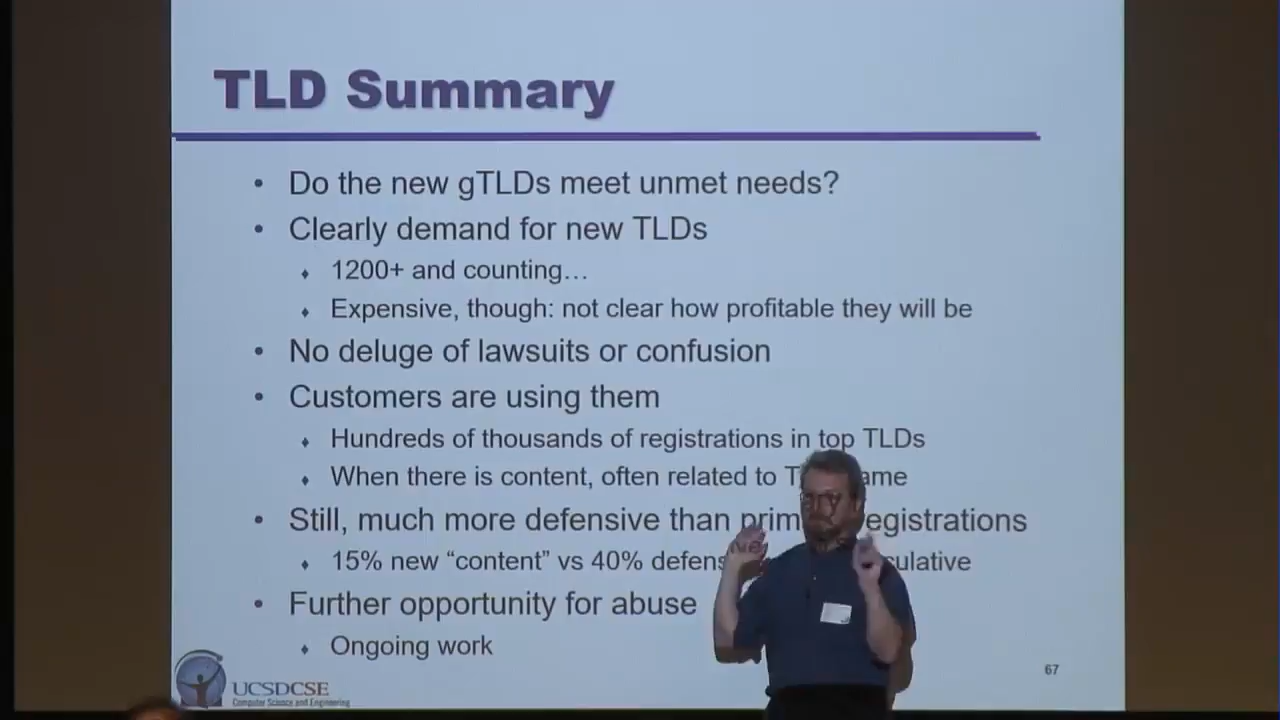 TLD Summary
• Do the new gTLDs meet unmet needs?
• Clearly demand for new TLDs
♦ 1200+ and counting…
♦ Expensive, though: not clear how profitable they will be
• No deluge of lawsuits or confusion
• Customers are using them
♦ Hundreds of thousands of registrations in top TLDs
♦ When there is content, often related to T ame
• Still, much more defensive than prim egistrations
♦ 15% new “content” vs 40% defens ulative
• Further opportunity for abuse
♦ Ongoing work
UCSDCSE
Computer Science and Engineering
67